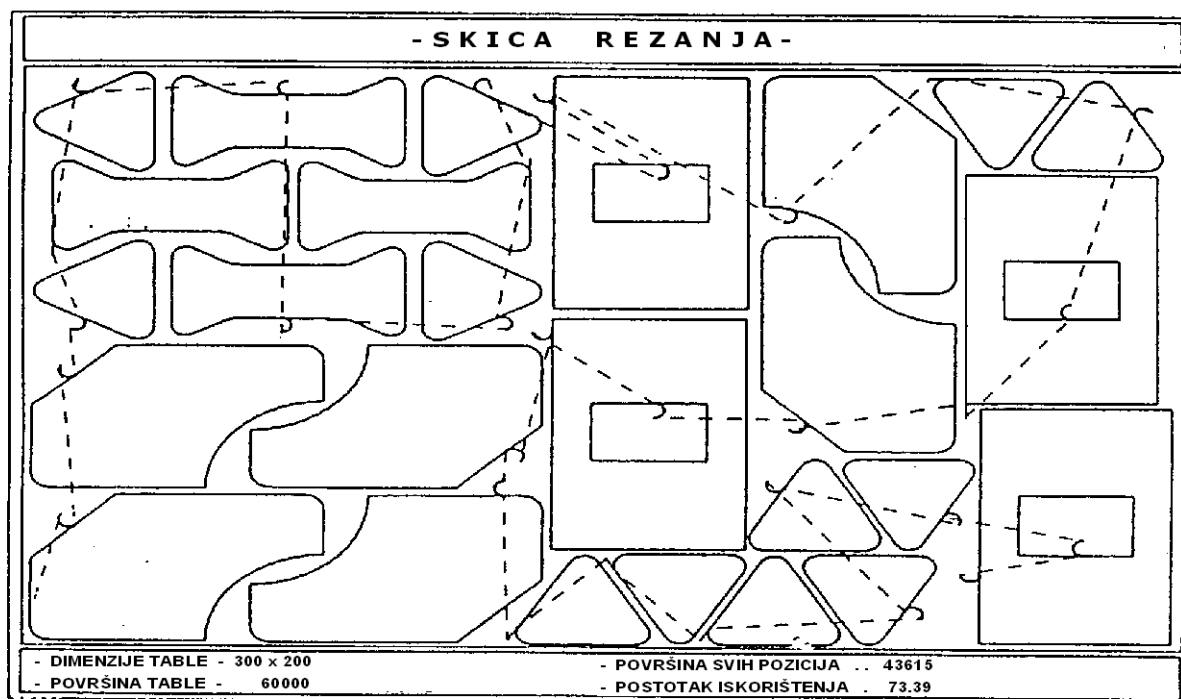 -SKICA REZANJA-
- DIMENZIJE TABLE - 300 x 200
- POVRŠINA TABLE - 60000
- POVRŠINA SVIH POZICIJA .. 43615
- POSTOTAK ISKORIŠTENJA . 73.39